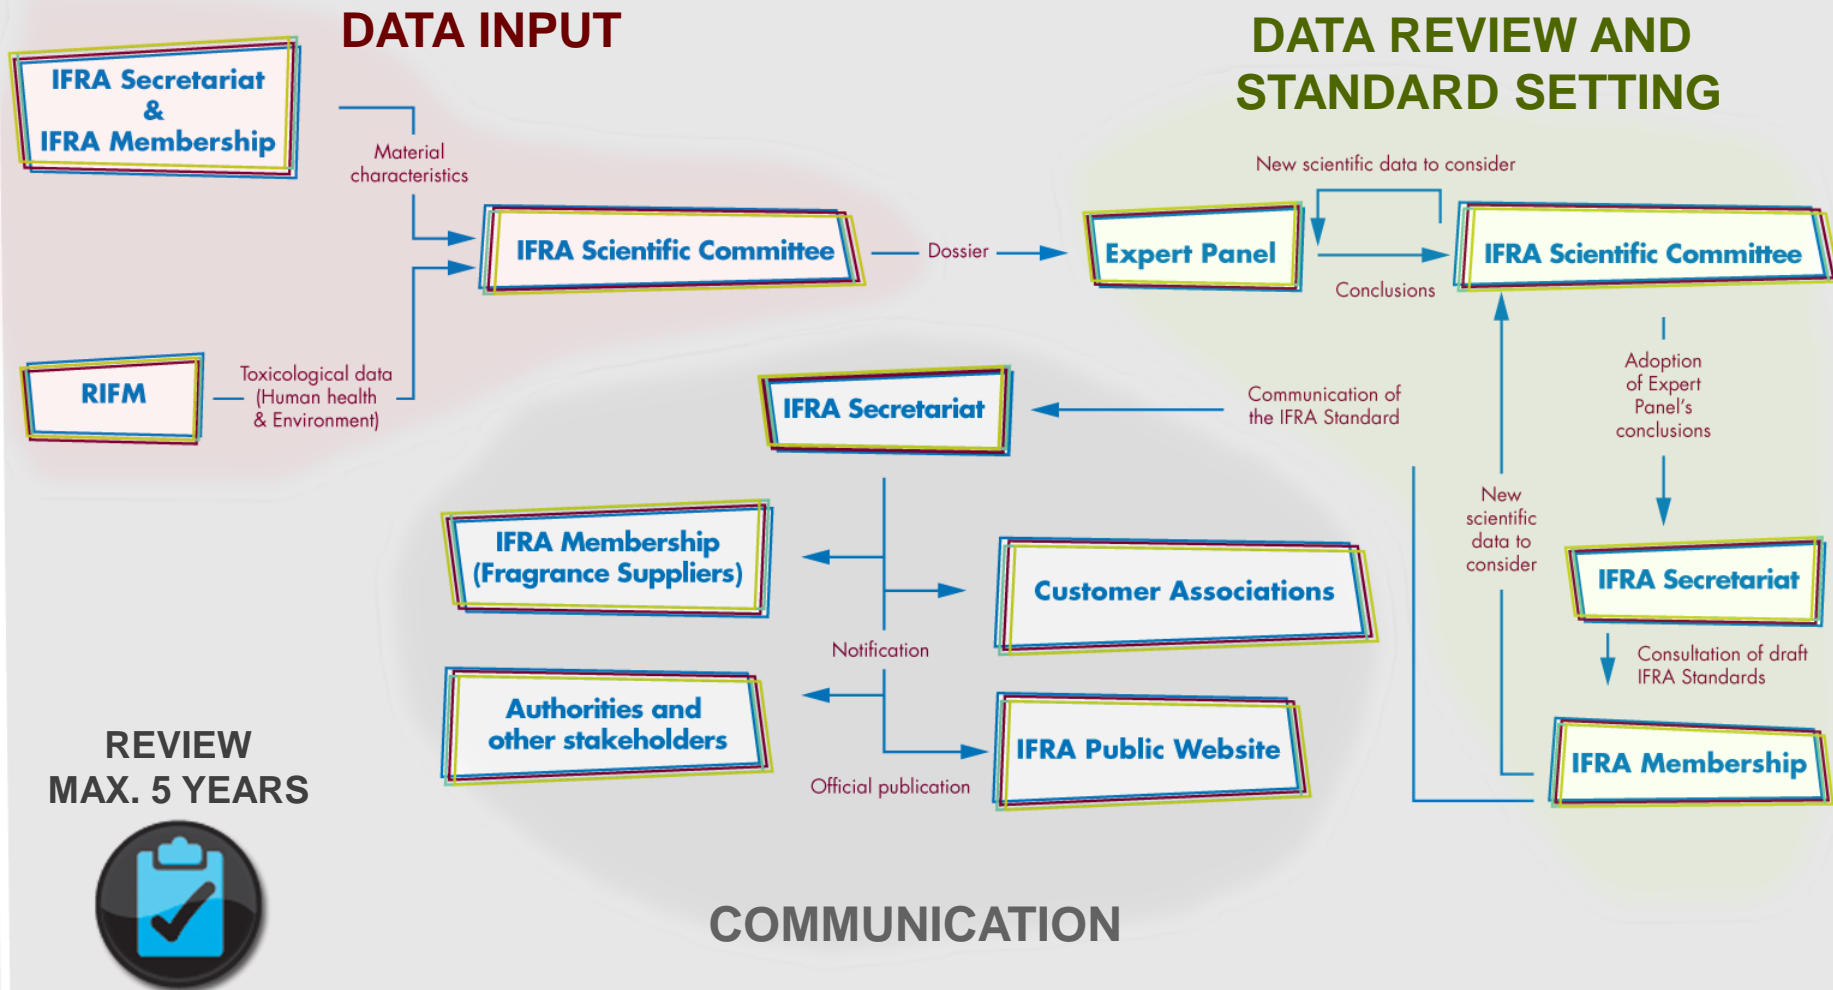 DATA INPUT
IFRA Secretariat
&
IFRA Membership
Material
characteristics
IFRA Scientific Committee
RIFM
Toxicological data
(Human health
& Environment)
Dossier
DATA REVIEW AND
STANDARD SETTING
New scientific data to consider
Expert Panel
Conclusions
IFRA Scientific Committee
Adoption
of Expert
Panel's
conclusions
New
scientific
data to
consider
IFRA Secretariat
Consultation of draft
IFRA Standards
IFRA Membership
Communication of
the IFRA Standard
IFRA Secretariat
IFRA Membership
(Fragrance Suppliers)
Customer Associations
Notification
Authorities and
other stakeholders
IFRA Public Website
Official publication
COMMUNICATION
REVIEW
MAX. 5 YEARS